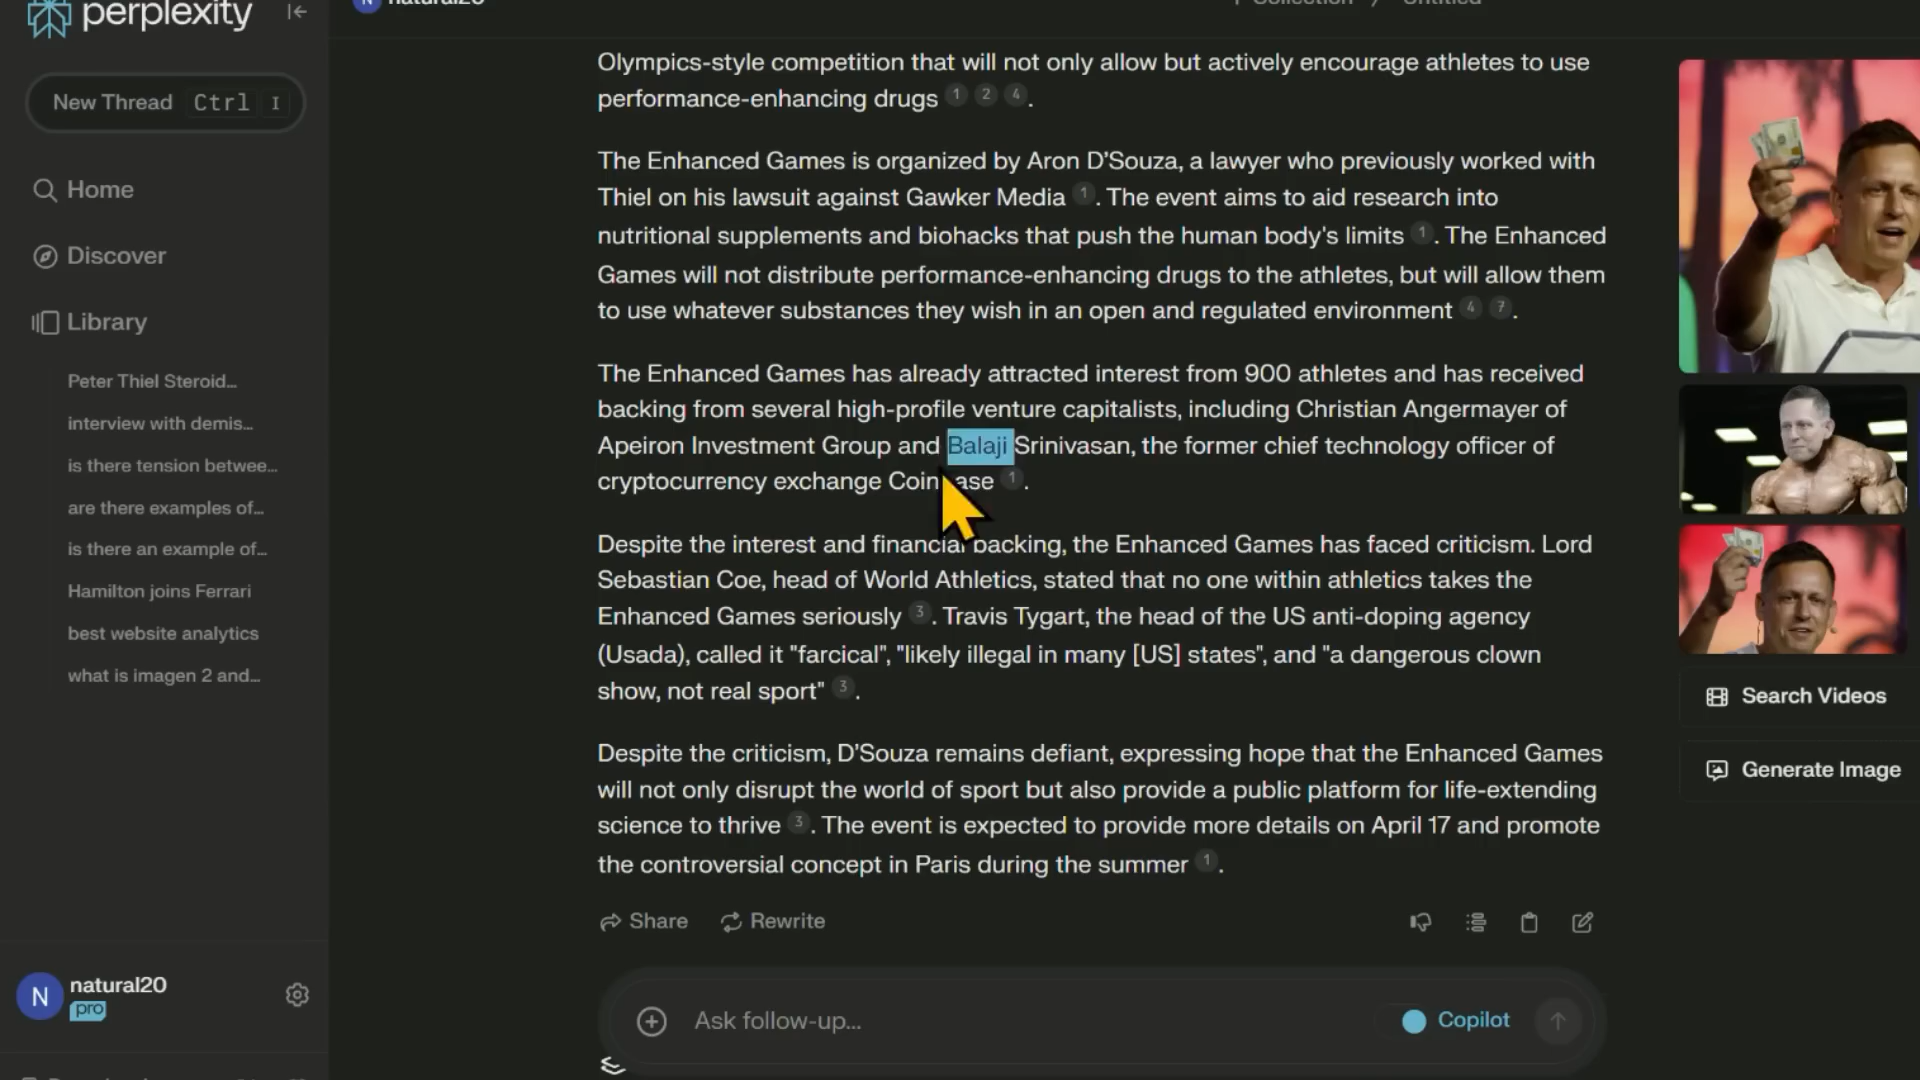 perplexity
natural20
Collection / Untitled
New Thread Ctrl I
Home
Discover
Library
Peter Thiel Steroid...
interview with demis...
is there tension betwee...
are there examples of...
is there an example of...
Hamilton joins Ferrari
best website analytics
what is imagen 2 and...
N natural20
pro
Olympics-style competition that will not only allow but actively encourage athletes to use
performance-enhancing drugs 1 2 4 .
The Enhanced Games is organized by Aron D'Souza, a lawyer who previously worked with
Thiel on his lawsuit against Gawker Media 1 . The event aims to aid research into
nutritional supplements and biohacks that push the human body's limits 1 . The Enhanced
Games will not distribute performance-enhancing drugs to the athletes, but will allow them
to use whatever substances they wish in an open and regulated environment 4 7 .
The Enhanced Games has already attracted interest from 900 athletes and has received
backing from several high-profile venture capitalists, including Christian Angermayer of
Apeiron Investment Group and Balaji Srinivasan, the former chief technology officer of
cryptocurrency exchange Coinbase 1 .
Despite the interest and financial backing, the Enhanced Games has faced criticism. Lord
Sebastian Coe, head of World Athletics, stated that no one within athletics takes the
Enhanced Games seriously 3 . Travis Tygart, the head of the US anti-doping agency
(Usada), called it "farcical", "likely illegal in many [US] states", and "a dangerous clown
show, not real sport" 3 .
Despite the criticism, D'Souza remains defiant, expressing hope that the Enhanced Games
will not only disrupt the world of sport but also provide a public platform for life-extending
science to thrive 3 . The event is expected to provide more details on April 17 and promote
the controversial concept in Paris during the summer 1 .
Share Rewrite
Ask follow-up...
Copilot
Search Videos
Generate Image